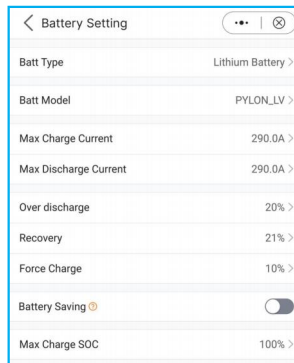 Battery Setting
Batt Type Lithium Battery
Batt Model PYLON_LV
Max Charge Current 290.0A
Max Discharge Current 290.0A
Over discharge 20%
Recovery 21%
Force Charge 10%
Battery Saving
Max Charge SOC 100%